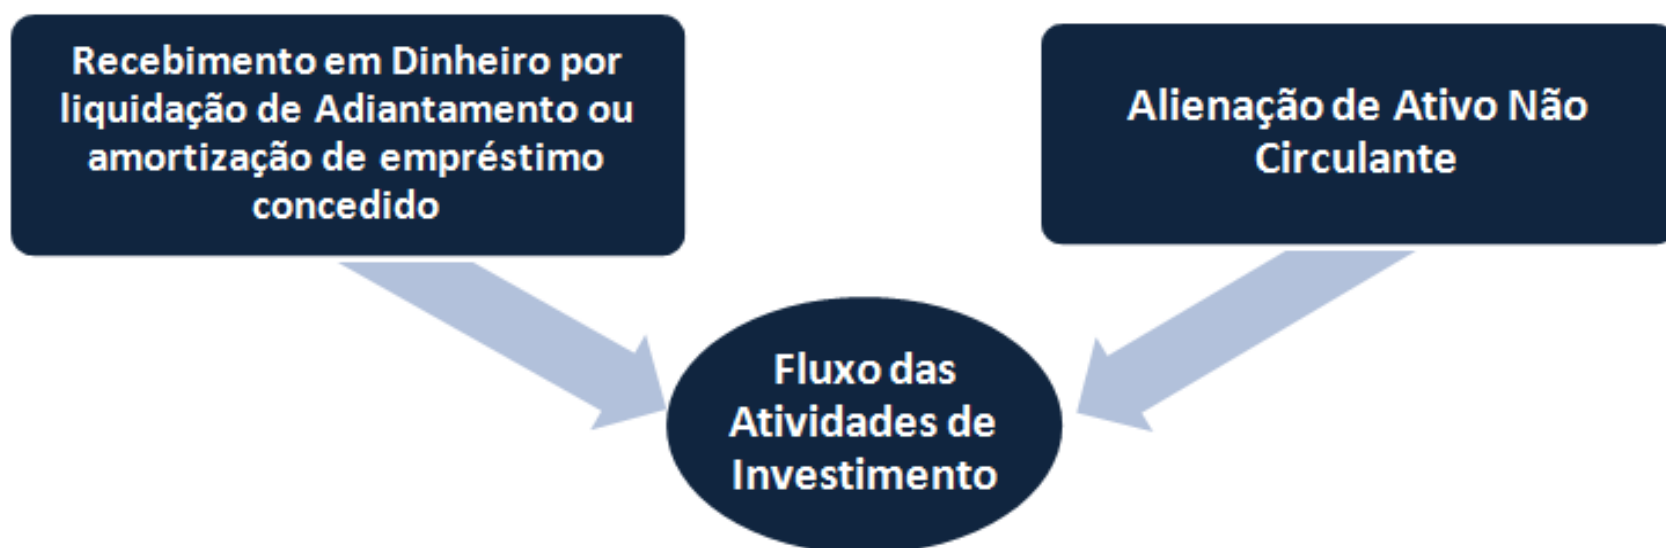 Recebimento em Dinheiro por
liquidação de Adiantamento ou
amortização de empréstimo
concedido
Alienação de Ativo Não
Circulante
Fluxo das
Atividades de
Investimento